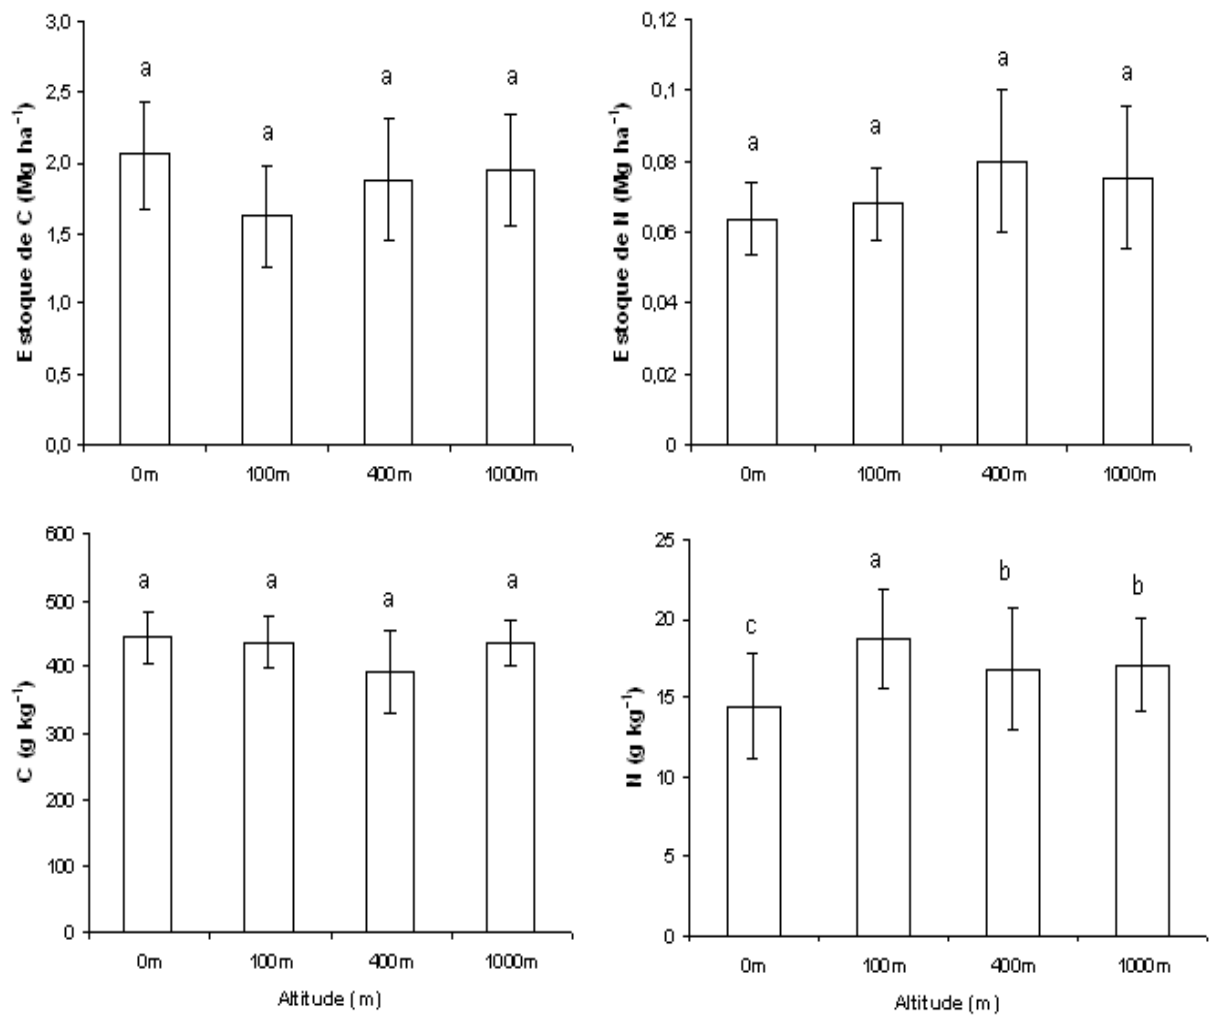 Estoque de C (Mg ha⁻¹)
3,0
2,5
2,0
1,5
1,0
0,5
0,0
a
a
a
a
0m
100m
400m
1000m
Estoque de N (Mg ha⁻¹)
0,12
0,1
0,08
0,06
0,04
0,02
0
a
a
a
a
0m
100m
400m
1000m
C (g kg⁻¹)
600
500
400
300
200
100
0
a
a
a
a
0m
100m
400m
1000m
Altitude (m)
N (g kg⁻¹)
25
20
15
10
5
0
c
a
b
b
0m
100m
400m
1000m
Altitude (m)